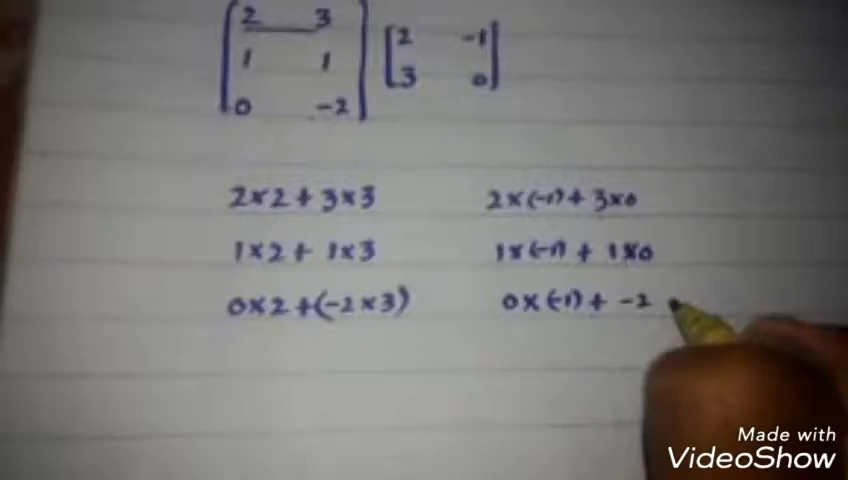 2 3
1 1 2 -1
0 -2 3 0
2×2 + 3×3 2×(-1) + 3×0
1×2 + 1×3 1×(-1) + 1×0
0×2 + (-2×3) 0×(-1) + -2
Made with
VideoShow